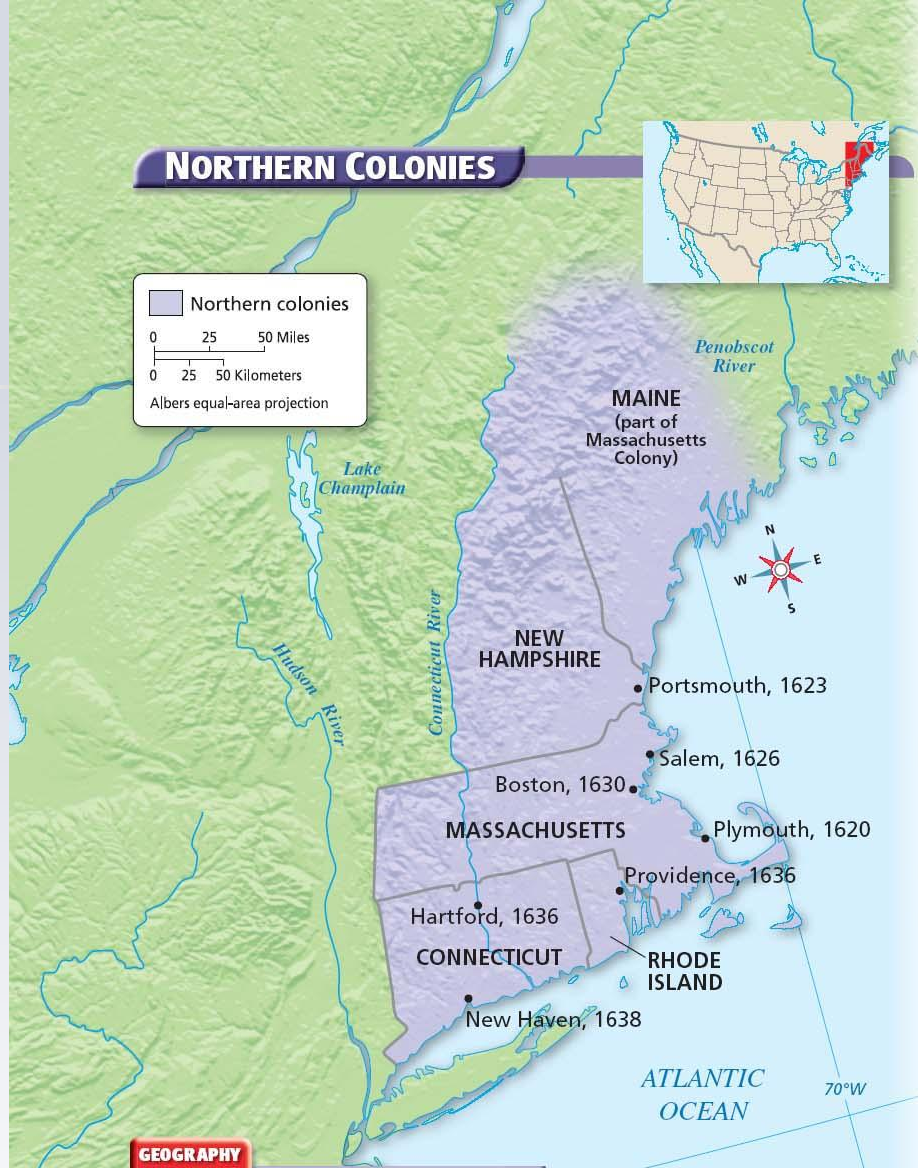 NORTHERN COLONIES
Northern colonies
0 25 50 Miles
0 25 50 Kilometers
Albers equal-area projection
Penobscot
River
MAINE
(part of
Massachusetts
Colony)
Lake
Champlain
N
E
W
S
Connecticut River
Hudson River
NEW
HAMPSHIRE
Portsmouth, 1623
Salem, 1626
Boston, 1630
MASSACHUSETTS
Plymouth, 1620
Providence, 1636
Hartford, 1636
CONNECTICUT
RHODE
ISLAND
New Haven, 1638
ATLANTIC
OCEAN
70°W
GEOGRAPHY